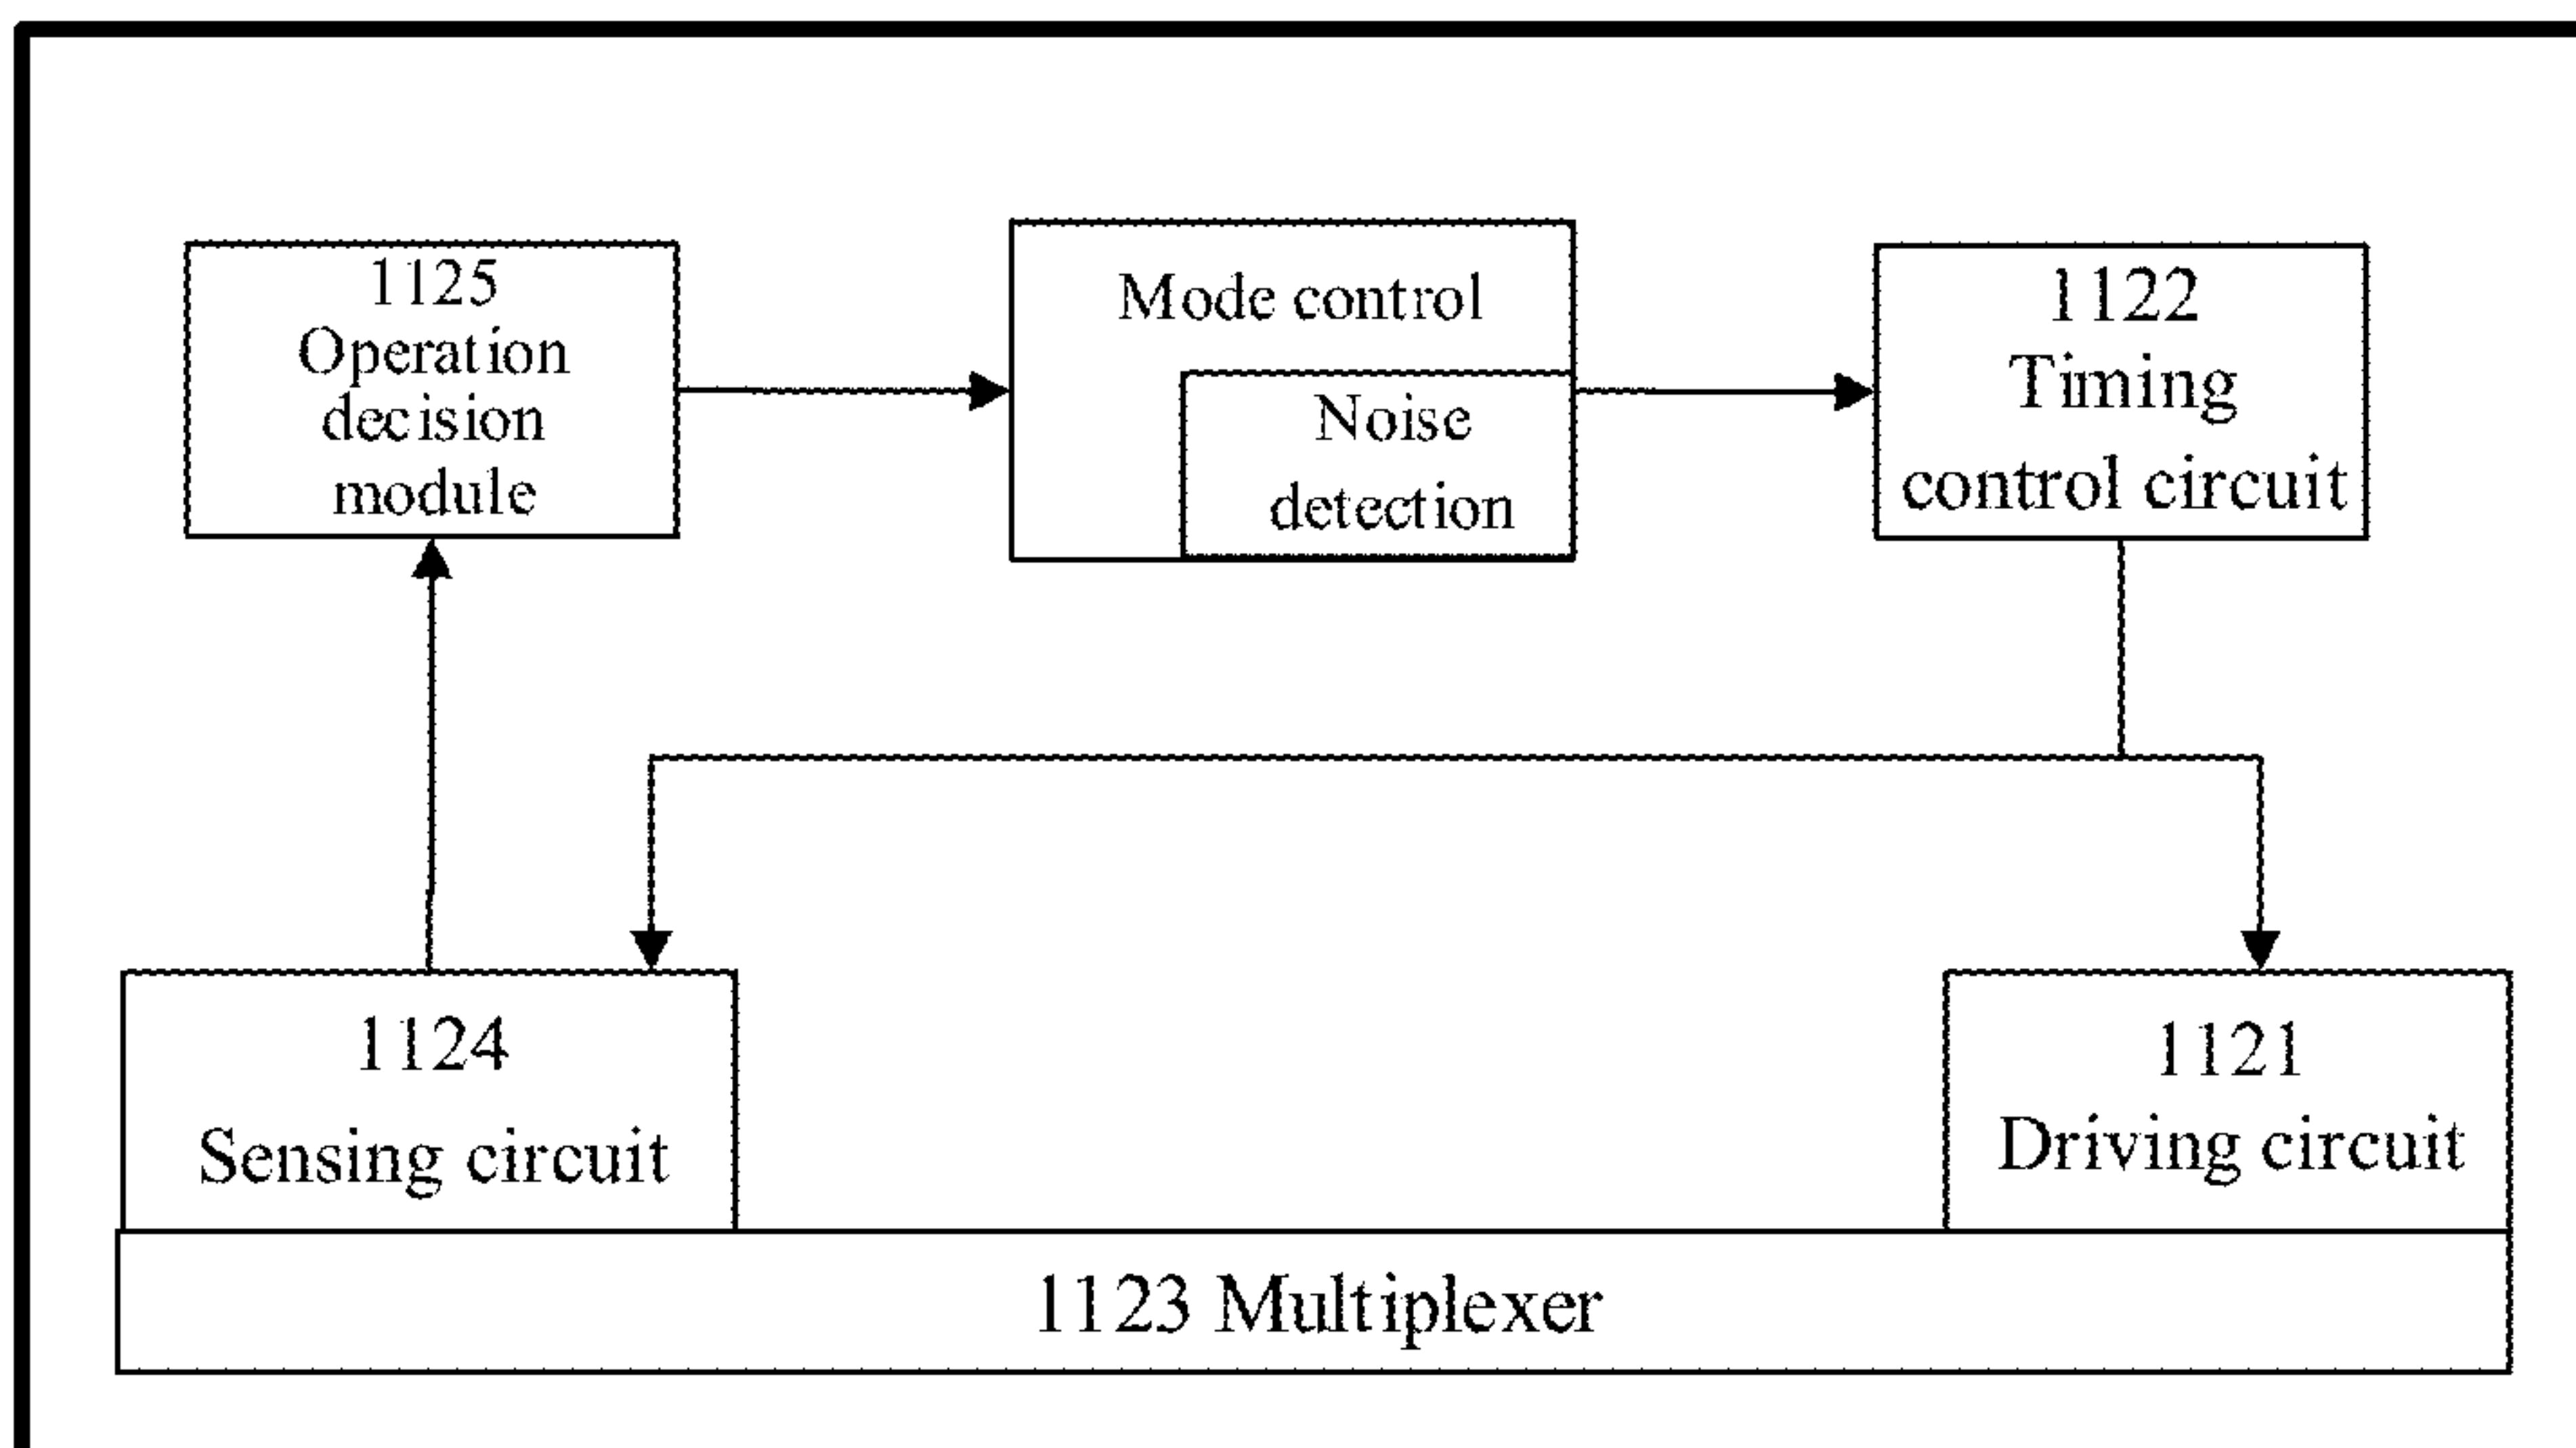 1125
Operation
decision
module
Mode control
Noise
detection
1122
Timing
control circuit
1124
Sensing circuit
1121
Driving circuit
1123 Multiplexer